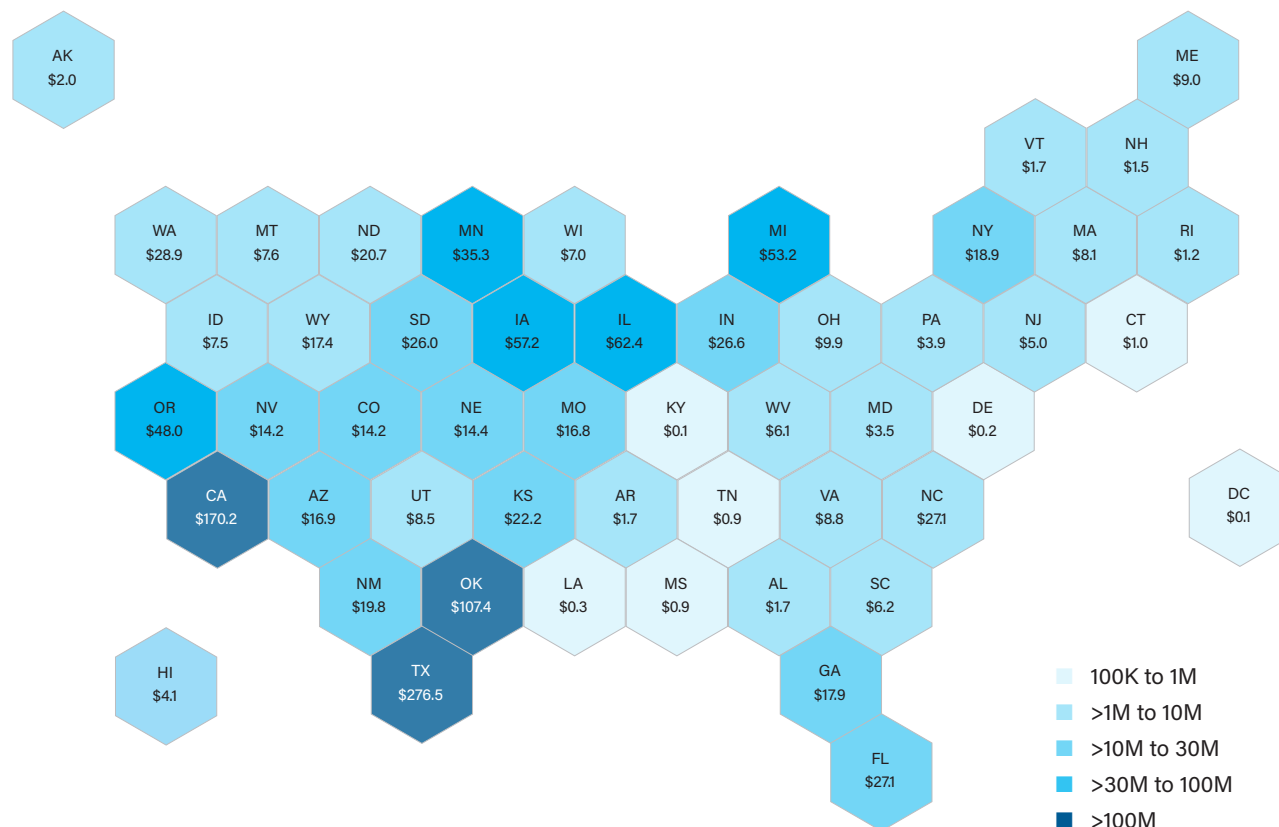 AK
$2.0
ME
$9.0
VT
$1.7
NH
$1.5
WA
$28.9
MT
$7.6
ND
$20.7
MN
$35.3
WI
$7.0
MI
$53.2
NY
$18.9
MA
$8.1
RI
$1.2
ID
$7.5
WY
$17.4
SD
$26.0
IA
$57.2
IL
$62.4
IN
$26.6
OH
$9.9
PA
$3.9
NJ
$5.0
CT
$1.0
OR
$48.0
NV
$14.2
CO
$14.2
NE
$14.4
MO
$16.8
KY
$0.1
WV
$6.1
MD
$3.5
DE
$0.2
CA
$170.2
AZ
$16.9
UT
$8.5
KS
$22.2
AR
$1.7
TN
$0.9
VA
$8.8
NC
$27.1
DC
$0.1
NM
$19.8
OK
$107.4
LA
$0.3
MS
$0.9
AL
$1.7
SC
$6.2
HI
$4.1
TX
$276.5
GA
$17.9
FL
$27.1
100K to 1M
>1M to 10M
>10M to 30M
>30M to 100M
>100M